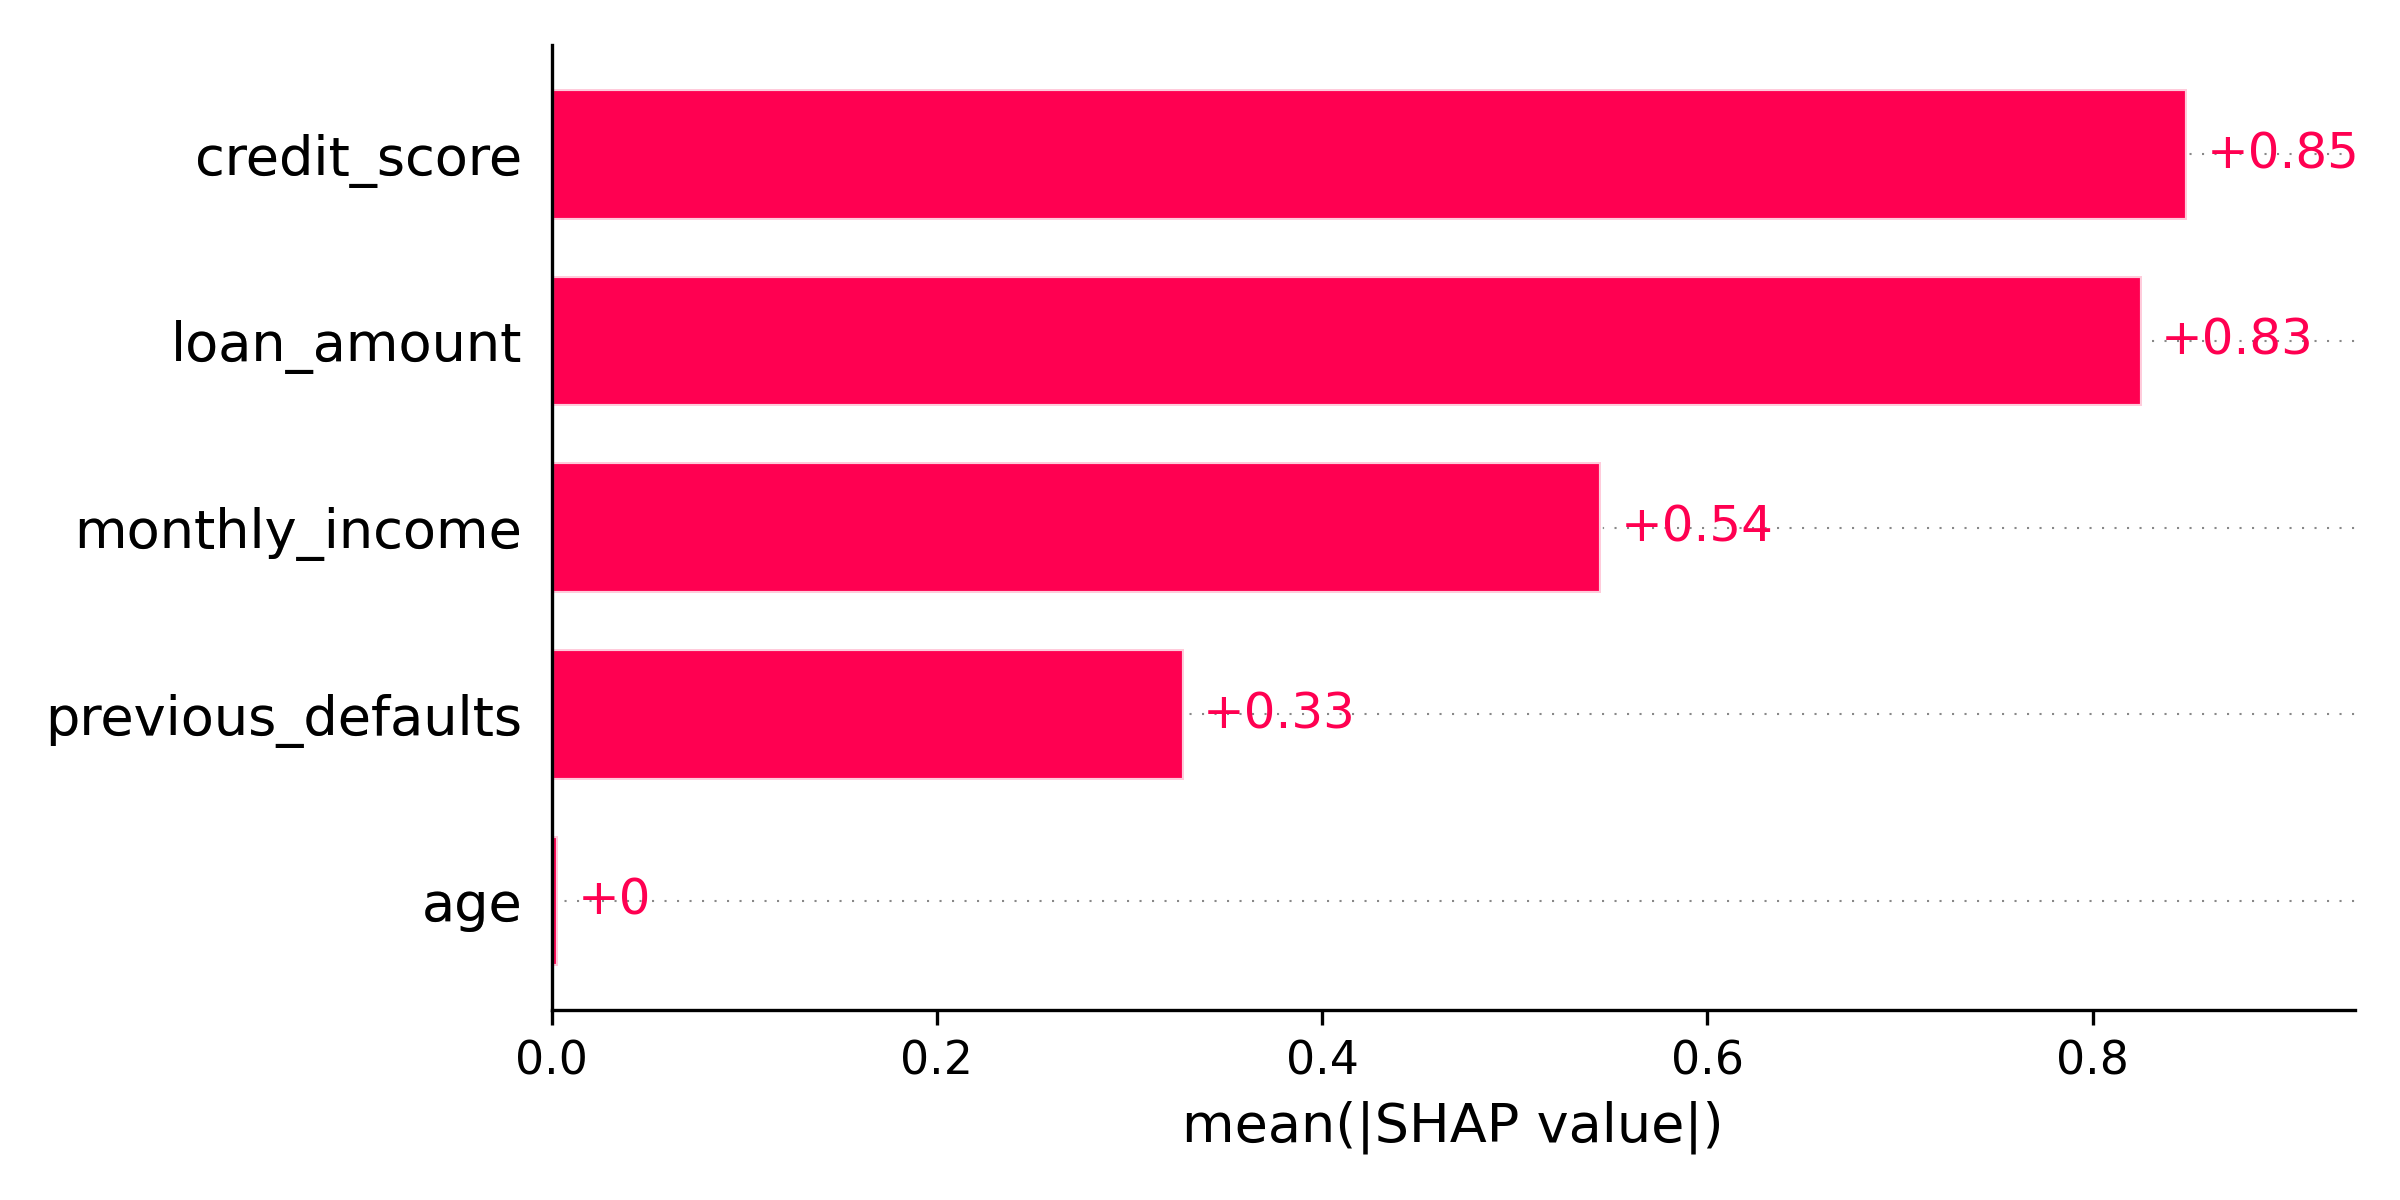 credit_score +0.85
loan_amount +0.83
monthly_income +0.54
previous_defaults +0.33
age +0
0.0 0.2 0.4 0.6 0.8
mean(|SHAP value|)